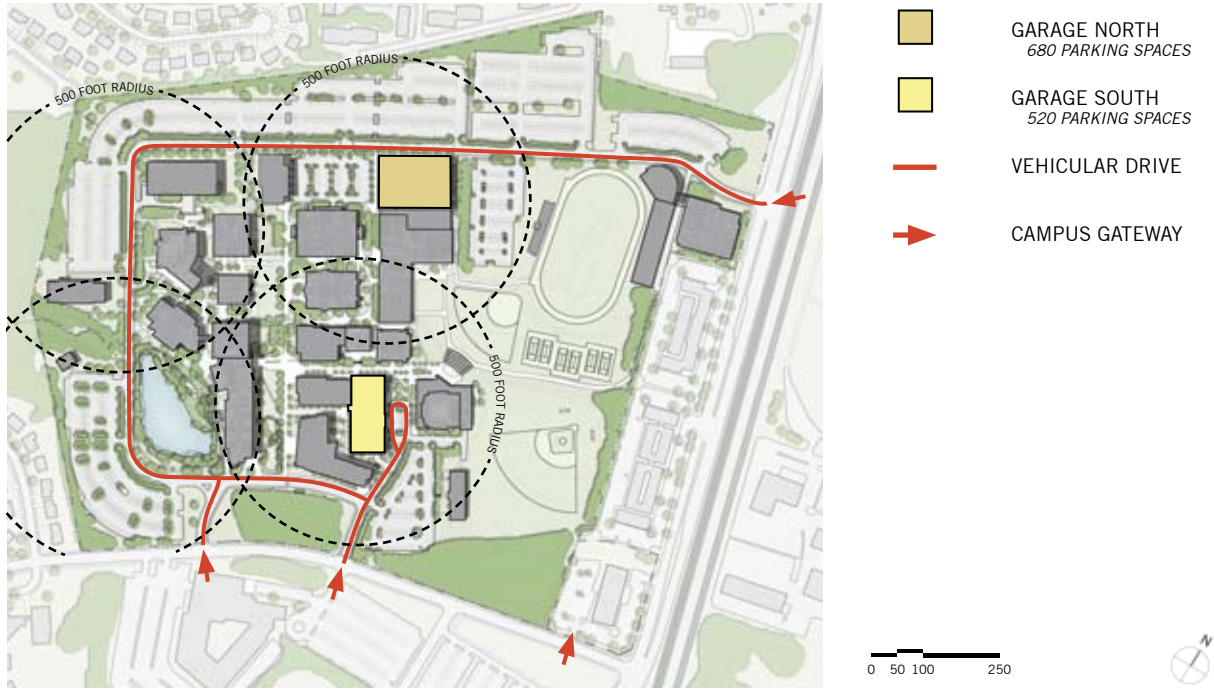 500 FOOT RADIUS
500 FOOT RADIUS
500 FOOT RADIUS
GARAGE NORTH
680 PARKING SPACES
GARAGE SOUTH
520 PARKING SPACES
VEHICULAR DRIVE
CAMPUS GATEWAY
0 50 100 250
N